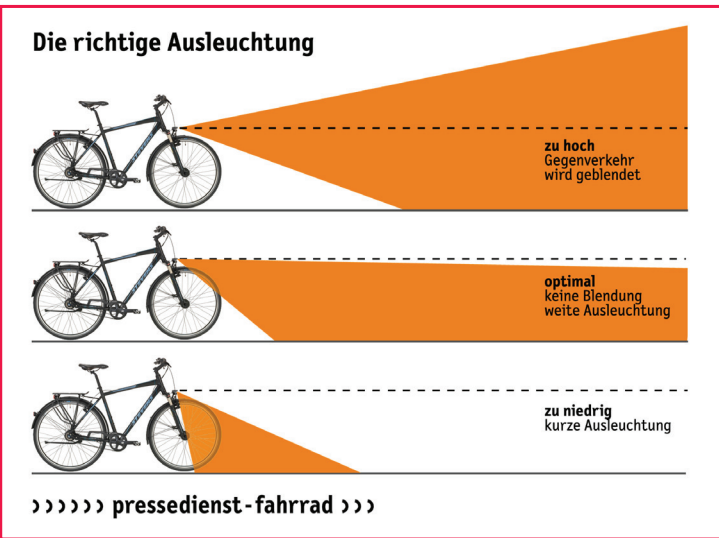 Die richtige Ausleuchtung
zu hoch
Gegenverkehr
wird geblendet
optimal
keine Blendung
weite Ausleuchtung
zu niedrig
kurze Ausleuchtung
›››››› pressedienst-fahrrad ›››